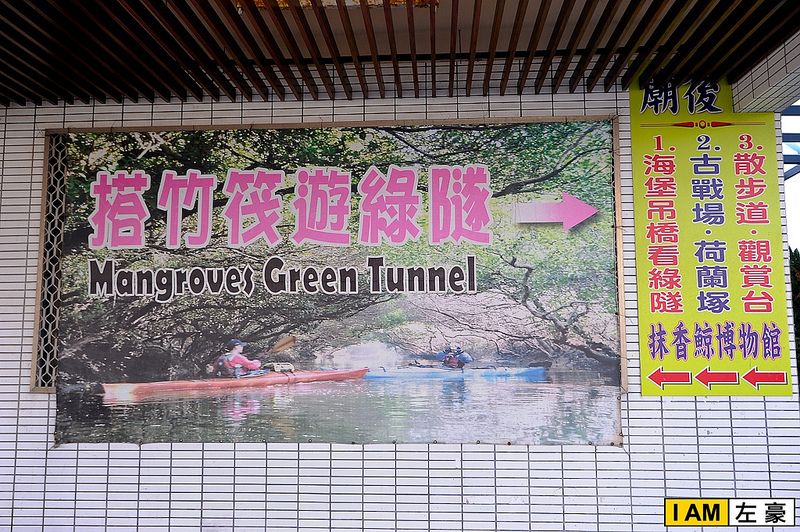 搭竹筏遊綠隧
Mangroves Green Tunnel
廟後
1.海堡吊橋看綠隧
2.古戰場·荷蘭塚
3.散步道·觀賞台
抹香鯨博物館
I AM 左豪